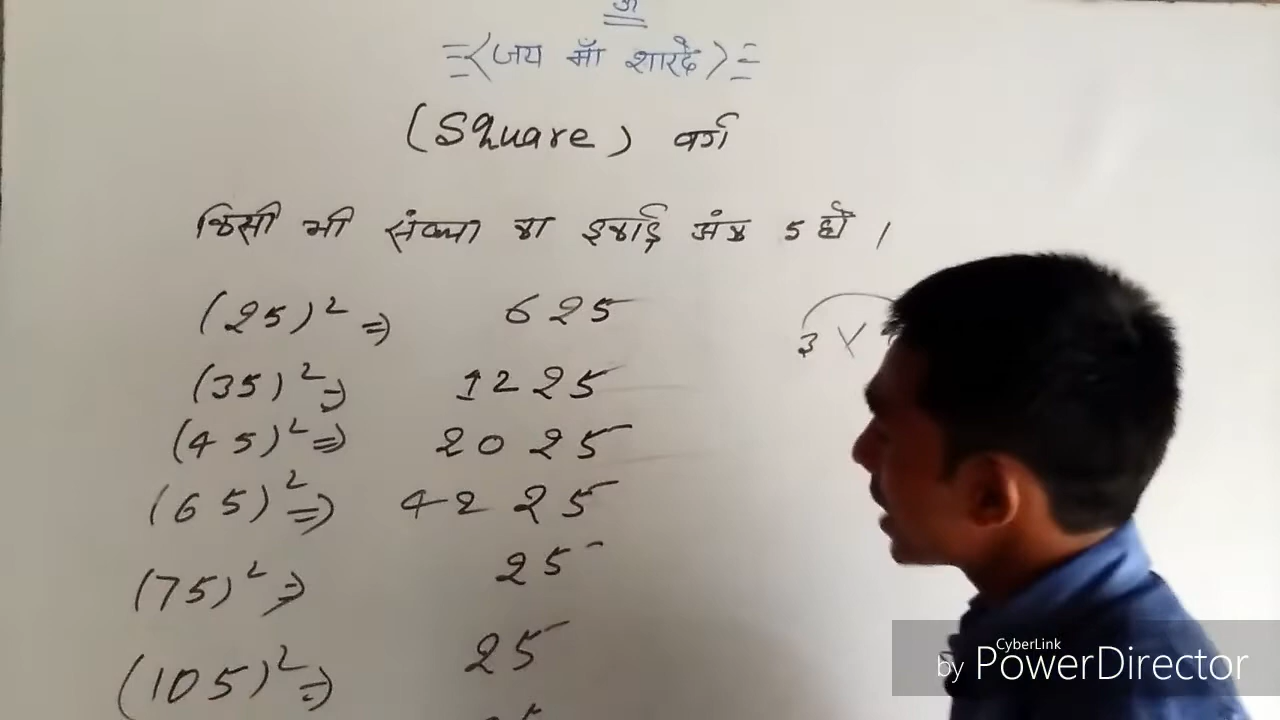 ॐ
=<जय माँ शारदे>=
(Square) वर्ग
किसी भी संख्या का इकाई अंक 5 हो ।
(25)² ⇒ 625
3 ×
(35)² ⇒ 1225
(45)² ⇒ 2025
(65)² ⇒ 4225
(75)² ⇒ 25
(105)² ⇒ 25
CyberLink
by PowerDirector